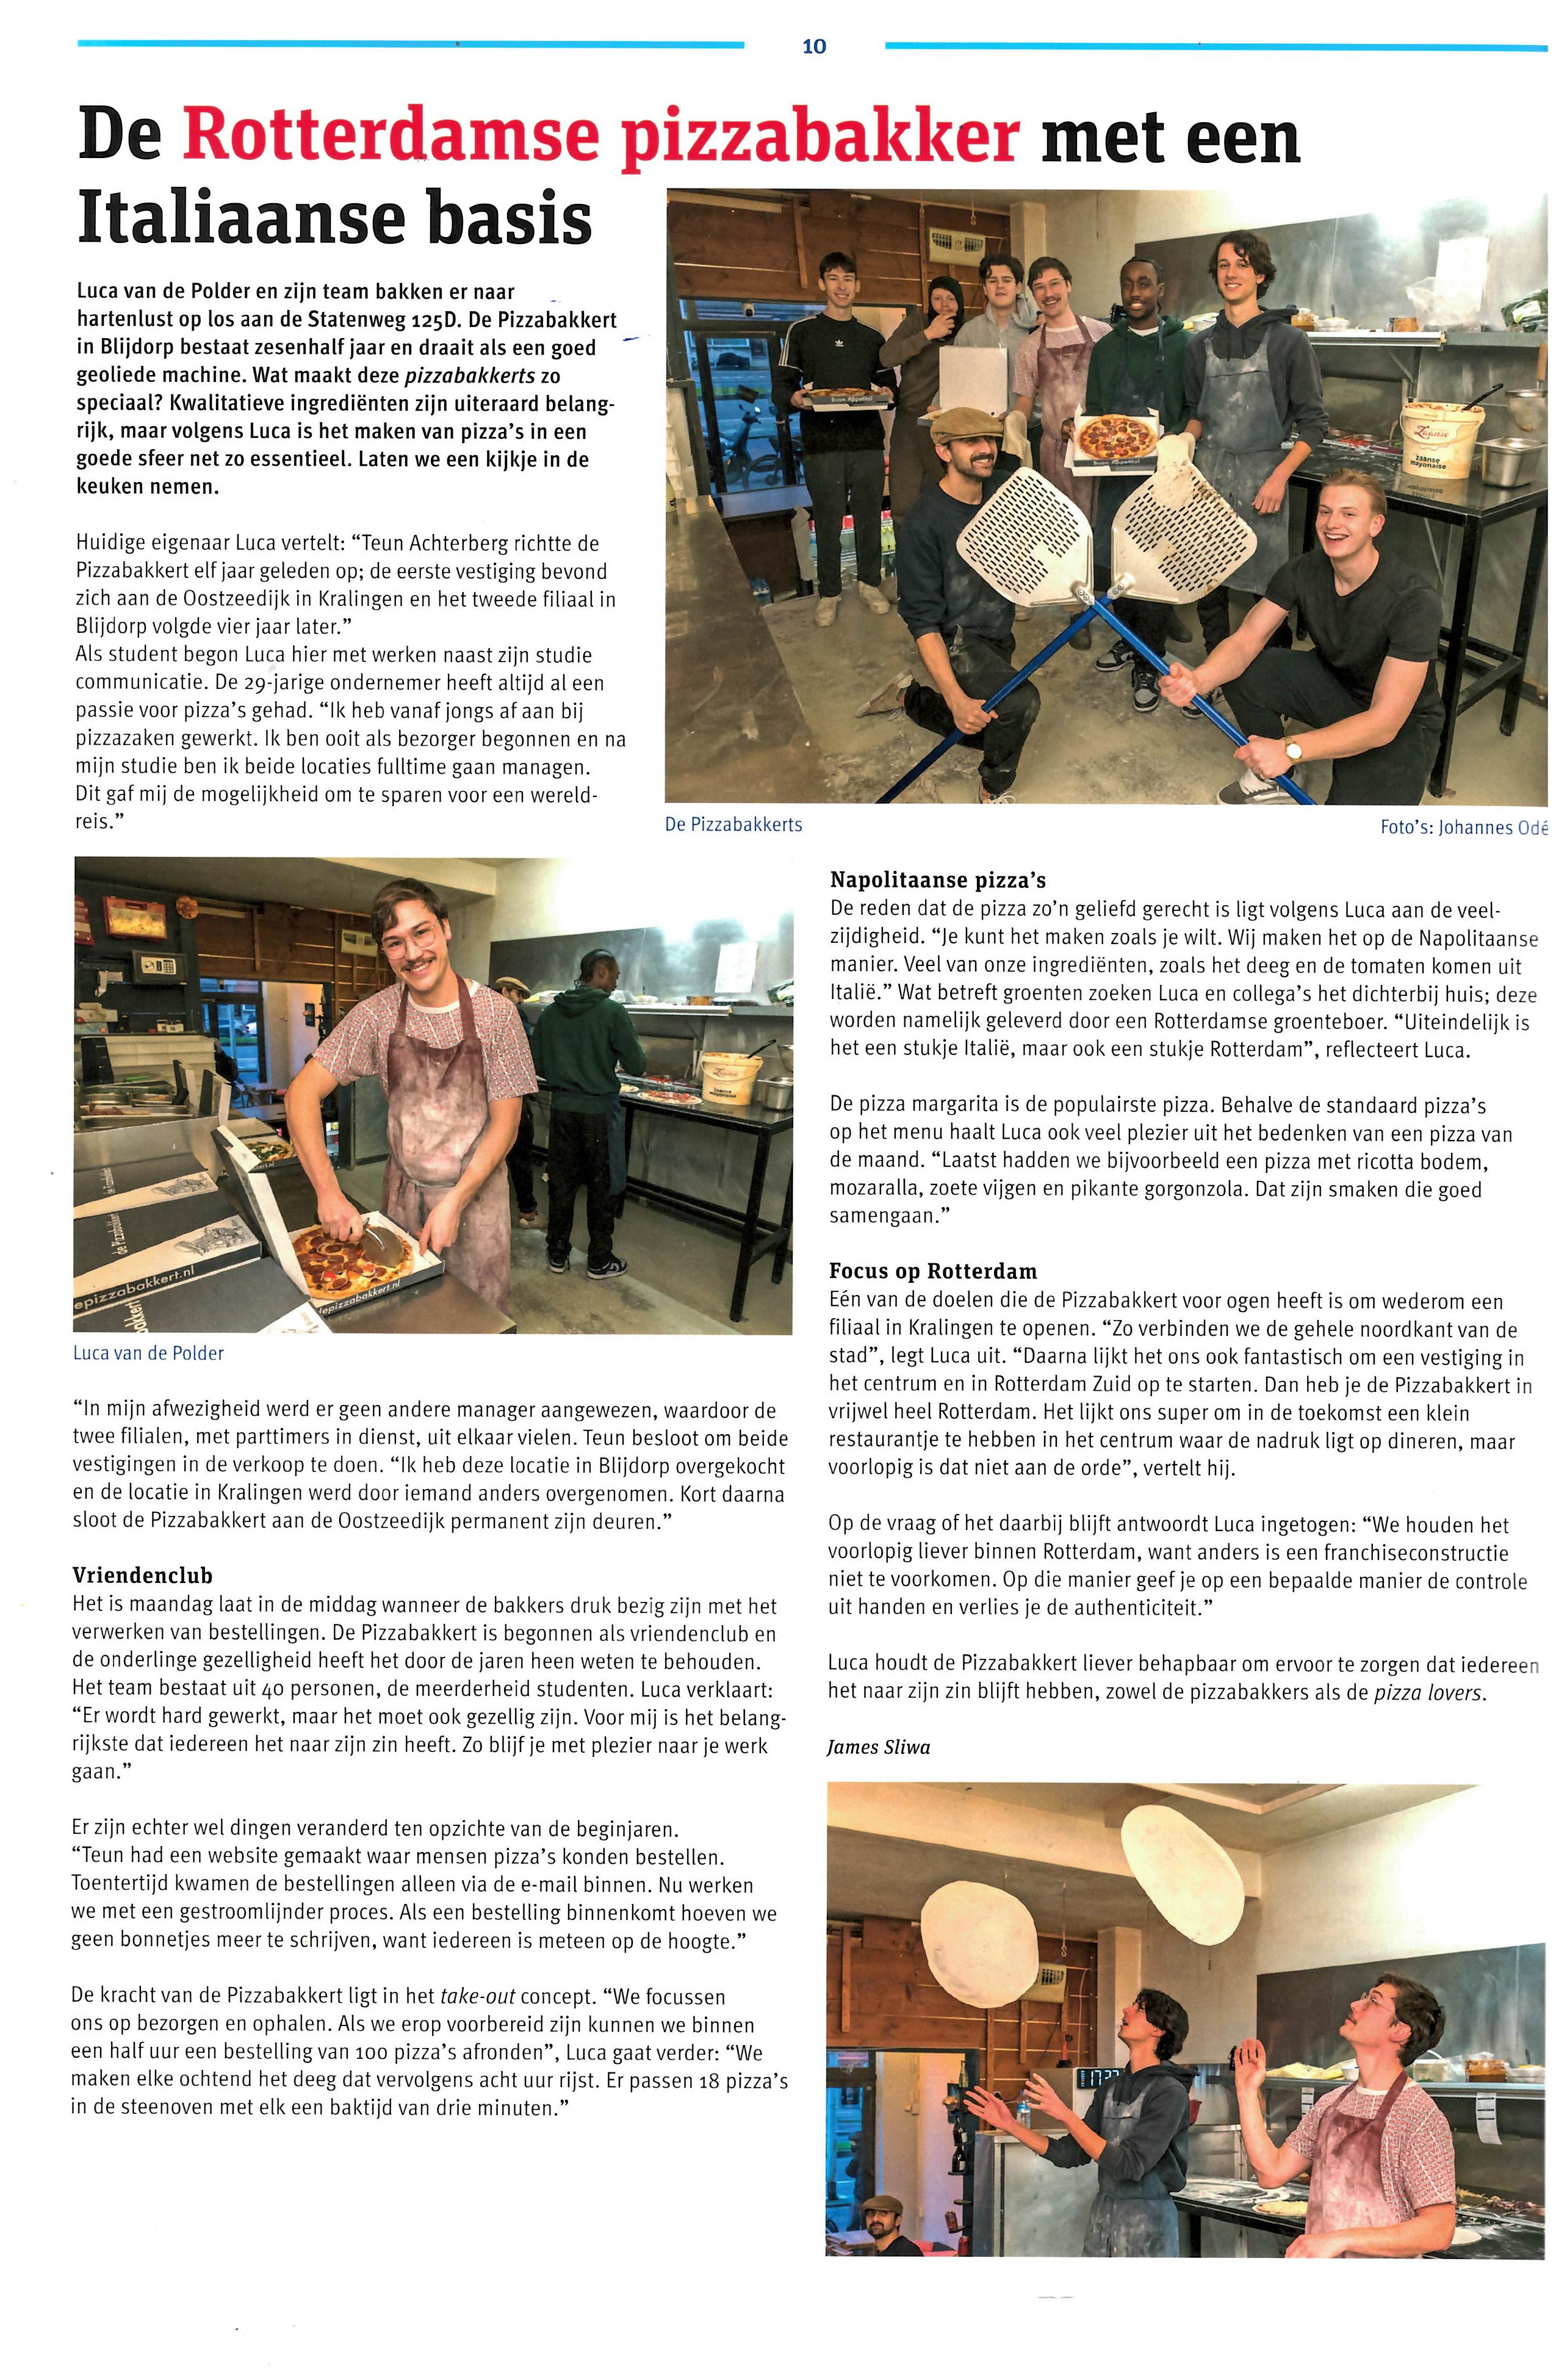 10
De Rotterdamse pizzabakker met een
Italiaanse basis
Luca van de Polder en zijn team bakken er naar
hartenlust op los aan de Statenweg 125D. De Pizzabakkert
in Blijdorp bestaat zesenhalf jaar en draait als een goed
geoliede machine. Wat maakt deze pizzabakkerts zo
speciaal? Kwalitatieve ingrediënten zijn uiteraard belang-
rijk, maar volgens Luca is het maken van pizza's in een
goede sfeer net zo essentieel. Laten we een kijkje in de
keuken nemen.
Huidige eigenaar Luca vertelt: “Teun Achterberg richtte de
Pizzabakkert elf jaar geleden op; de eerste vestiging bevond
zich aan de Oostzeedijk in Kralingen en het tweede filiaal in
Blijdorp volgde vier jaar later.”
Als student begon Luca hier met werken naast zijn studie
communicatie. De 29-jarige ondernemer heeft altijd al een
passie voor pizza's gehad. “Ik heb vanaf jongs af aan bij
pizzazaken gewerkt. Ik ben ooit als bezorger begonnen en na
mijn studie ben ik beide locaties fulltime gaan managen.
Dit gaf mij de mogelijkheid om te sparen voor een wereld-
reis.”
Buon Appetito!
Buon Appetito!
Zaanse
zaanse
mayonaise
De Pizzabakkerts
Foto's: Johannes Odé
Zaanse
zaanse
mayonaise
de Pizzabakkert
epizzabakkert.nl
bakkert
depizzabakkert.nl
Luca van de Polder
“In mijn afwezigheid werd er geen andere manager aangewezen, waardoor de
twee filialen, met parttimers in dienst, uit elkaar vielen. Teun besloot om beide
vestigingen in de verkoop te doen. “Ik heb deze locatie in Blijdorp overgekocht
en de locatie in Kralingen werd door iemand anders overgenomen. Kort daarna
sloot de Pizzabakkert aan de Oostzeedijk permanent zijn deuren.”
Vriendenclub
Het is maandag laat in de middag wanneer de bakkers druk bezig zijn met het
verwerken van bestellingen. De Pizzabakkert is begonnen als vriendenclub en
de onderlinge gezelligheid heeft het door de jaren heen weten te behouden.
Het team bestaat uit 40 personen, de meerderheid studenten. Luca verklaart:
“Er wordt hard gewerkt, maar het moet ook gezellig zijn. Voor mij is het belang-
rijkste dat iedereen het naar zijn zin heeft. Zo blijf je met plezier naar je werk
gaan.”
Er zijn echter wel dingen veranderd ten opzichte van de beginjaren.
“Teun had een website gemaakt waar mensen pizza's konden bestellen.
Toentertijd kwamen de bestellingen alleen via de e-mail binnen. Nu werken
we met een gestroomlijnder proces. Als een bestelling binnenkomt hoeven we
geen bonnetjes meer te schrijven, want iedereen is meteen op de hoogte.”
De kracht van de Pizzabakkert ligt in het take-out concept. “We focussen
ons op bezorgen en ophalen. Als we erop voorbereid zijn kunnen we binnen
een half uur een bestelling van 100 pizza's afronden”, Luca gaat verder: “We
maken elke ochtend het deeg dat vervolgens acht uur rijst. Er passen 18 pizza's
in de steenoven met elk een baktijd van drie minuten.”
Napolitaanse pizza's
De reden dat de pizza zo'n geliefd gerecht is ligt volgens Luca aan de veel-
zijdigheid. “Je kunt het maken zoals je wilt. Wij maken het op de Napolitaanse
manier. Veel van onze ingrediënten, zoals het deeg en de tomaten komen uit
Italië.” Wat betreft groenten zoeken Luca en collega's het dichterbij huis; deze
worden namelijk geleverd door een Rotterdamse groenteboer. “Uiteindelijk is
het een stukje Italië, maar ook een stukje Rotterdam”, reflecteert Luca.
De pizza margarita is de populairste pizza. Behalve de standaard pizza's
op het menu haalt Luca ook veel plezier uit het bedenken van een pizza van
de maand. “Laatst hadden we bijvoorbeeld een pizza met ricotta bodem,
mozaralla, zoete vijgen en pikante gorgonzola. Dat zijn smaken die goed
samengaan.”
Focus op Rotterdam
Eén van de doelen die de Pizzabakkert voor ogen heeft is om wederom een
filiaal in Kralingen te openen. “Zo verbinden we de gehele noordkant van de
stad”, legt Luca uit. “Daarna lijkt het ons ook fantastisch om een vestiging in
het centrum en in Rotterdam Zuid op te starten. Dan heb je de Pizzabakkert in
vrijwel heel Rotterdam. Het lijkt ons super om in de toekomst een klein
restaurantje te hebben in het centrum waar de nadruk ligt op dineren, maar
voorlopig is dat niet aan de orde”, vertelt hij.
Op de vraag of het daarbij blijft antwoordt Luca ingetogen: “We houden het
voorlopig liever binnen Rotterdam, want anders is een franchiseconstructie
niet te voorkomen. Op die manier geef je op een bepaalde manier de controle
uit handen en verlies je de authenticiteit.”
Luca houdt de Pizzabakkert liever behapbaar om ervoor te zorgen dat iedereen
het naar zijn zin blijft hebben, zowel de pizzabakkers als de pizza lovers.
James Sliwa